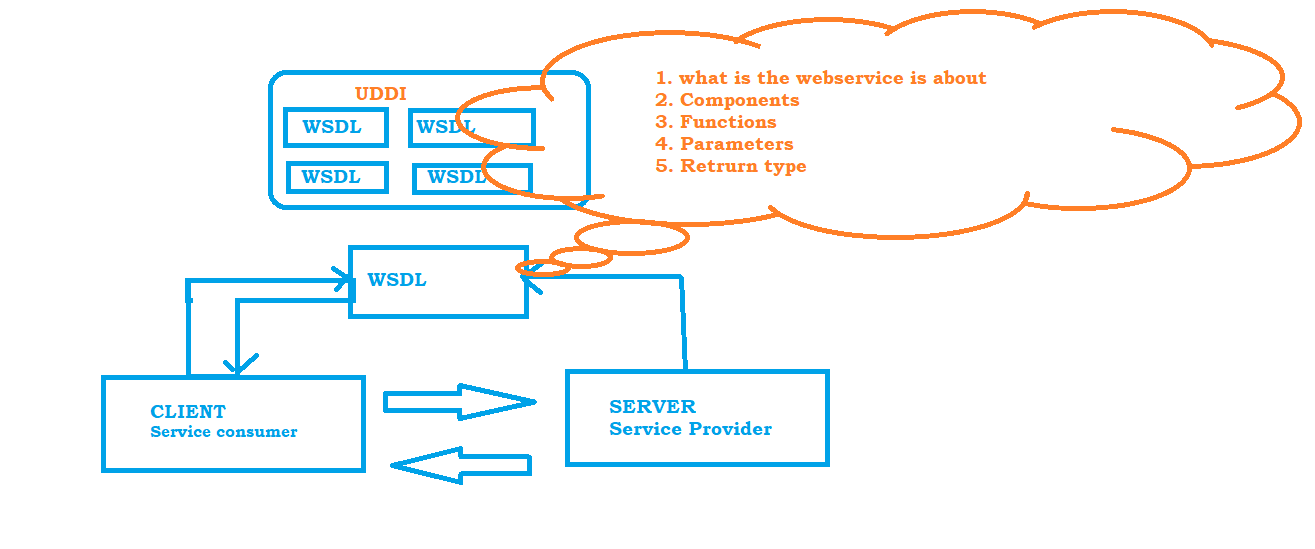 UDDI
WSDL
WSDL
WSDL
WSDL
1. what is the webservice is about
2. Components
3. Functions
4. Parameters
5. Retrurn type
WSDL
CLIENT
Service consumer
SERVER
Service Provider